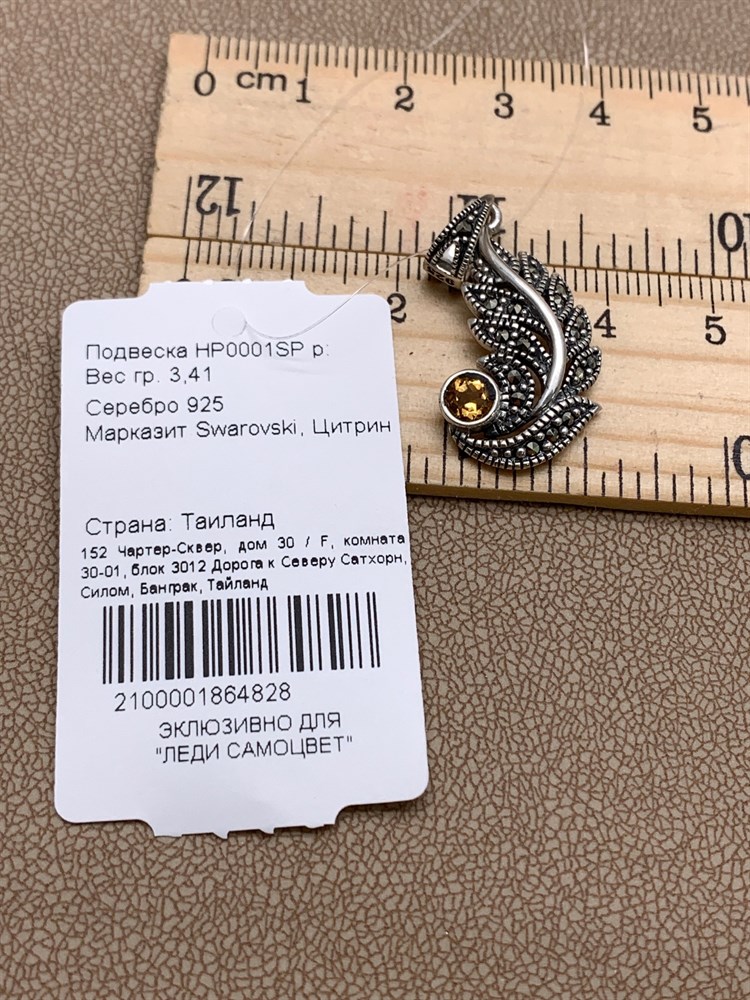 0 cm 1 2 3 4 5
12 11 10
2 4 5
Подвеска HP0001SP р:
Вес гр. 3,41
Серебро 925
Марказит Swarovski, Цитрин
Страна: Таиланд
152 Чартер-Сквер, дом 30 / F, комната
30-01, блок 3012 Дорога к Северу Сатхорн,
Силом, Банграк, Тайланд
2100001864828
ЭКЛЮЗИВНО ДЛЯ
"ЛЕДИ САМОЦВЕТ"